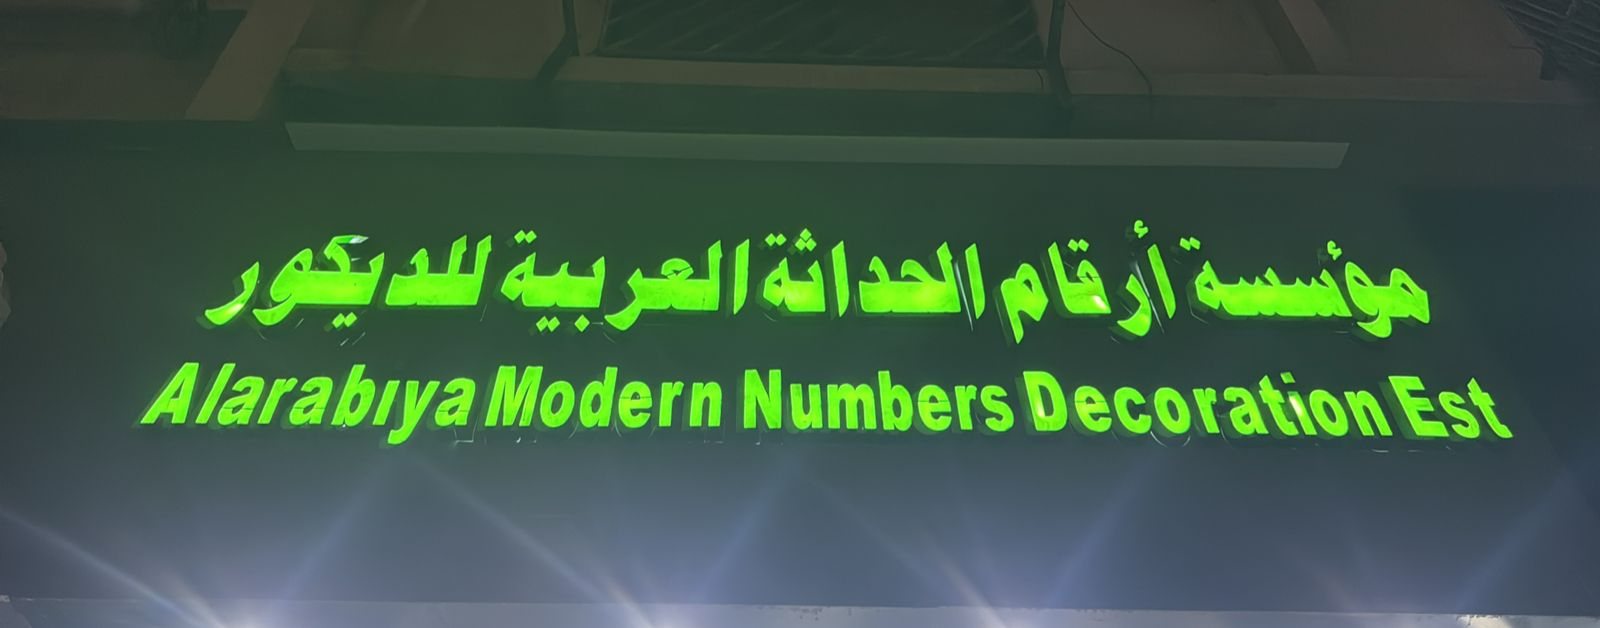 مؤسسة أرقام الحداثة العربية للديكور
Alarabıya Modern Numbers Decoration Est